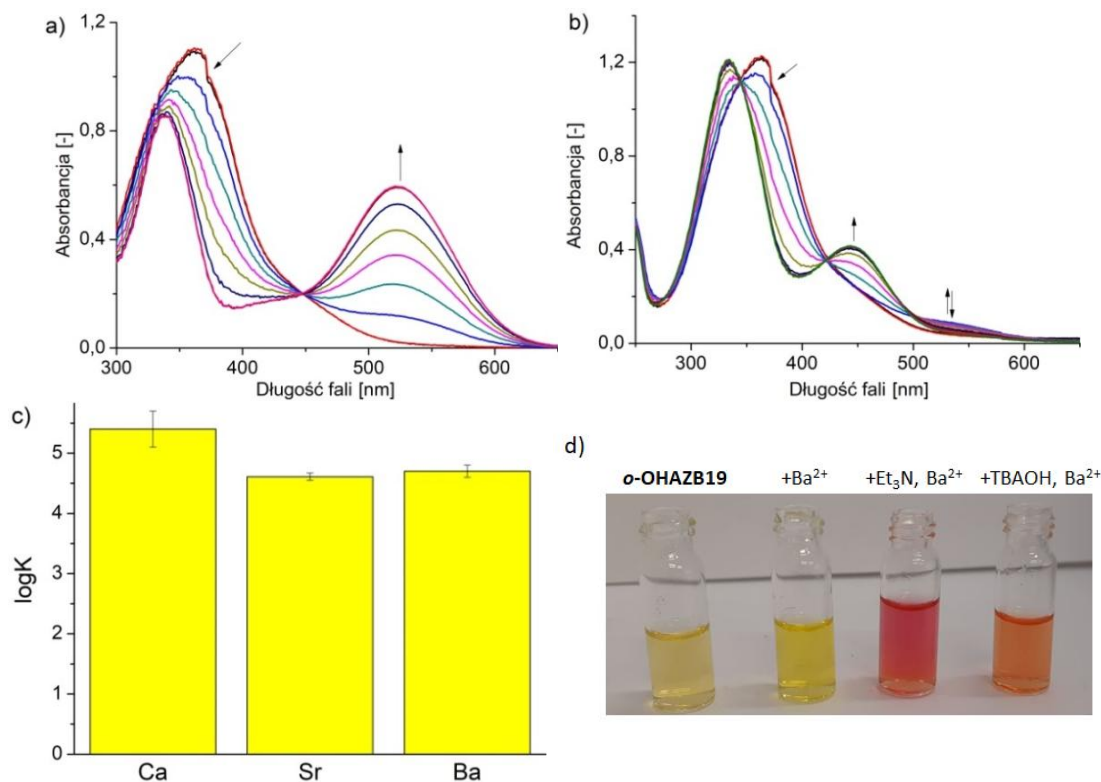 a)
1,2
0,8
0,4
0,0
Absorbancja [-]
300
400
500
600
Długość fali [nm]
b)
1,2
0,8
0,4
0,0
Absorbancja [-]
300
400
500
600
Długość fali [nm]
c)
5
4
3
2
1
0
logK
Ca
Sr
Ba
d)
o-OHAZB19 +Ba²⁺ +Et₃N, Ba²⁺ +TBAOH, Ba²⁺